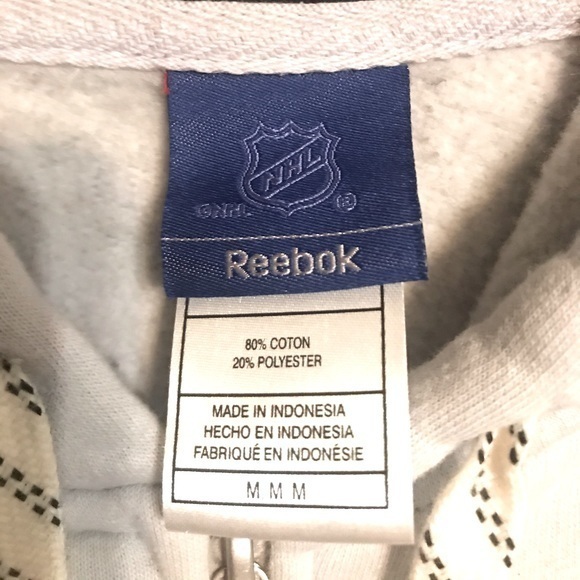 NHL
©NHL ®
Reebok
80% COTON
20% POLYESTER
MADE IN INDONESIA
HECHO EN INDONESIA
FABRIQUÉ EN INDONÉSIE
M M M